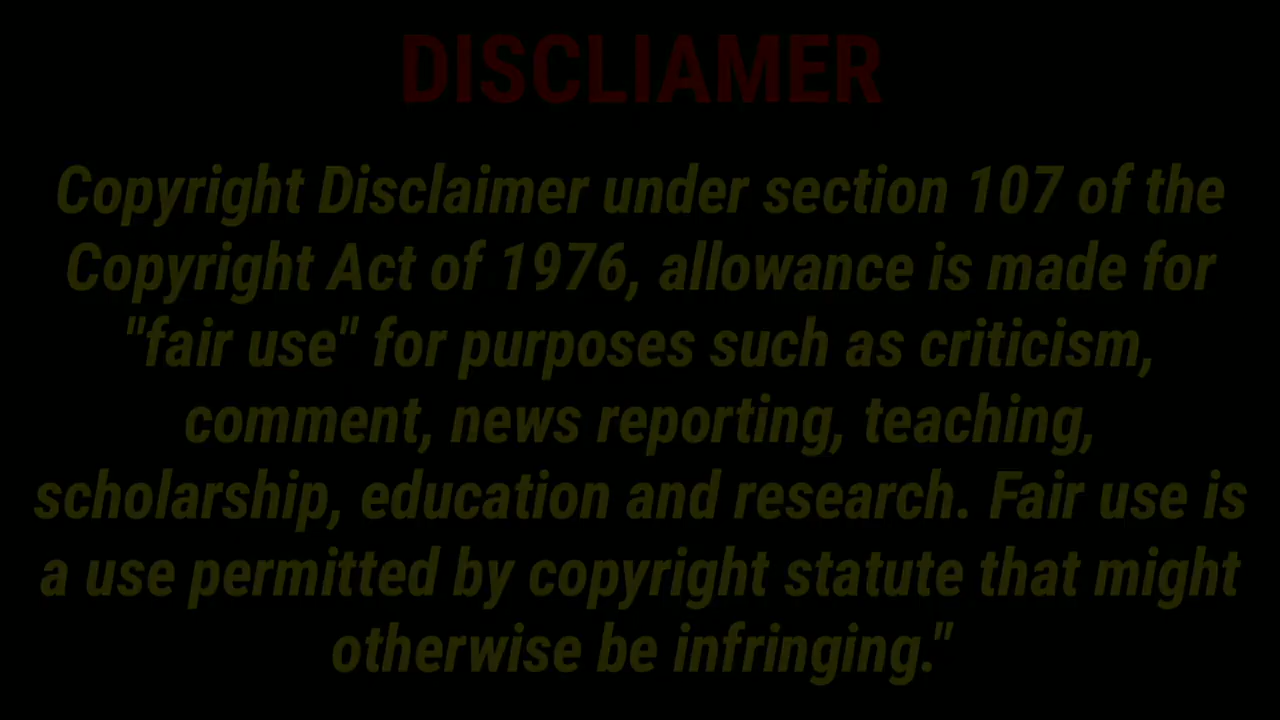 DISCLIAMER
Copyright Disclaimer under section 107 of the
Copyright Act of 1976, allowance is made for
"fair use" for purposes such as criticism,
comment, news reporting, teaching,
scholarship, education and research. Fair use is
a use permitted by copyright statute that might
otherwise be infringing."